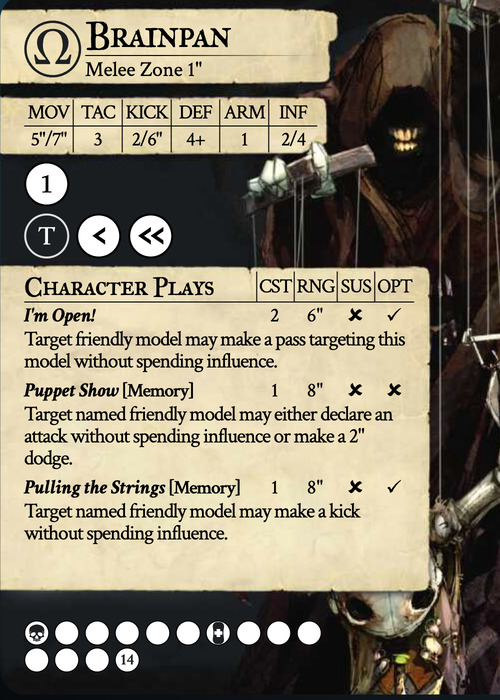 Ω BRAINPAN
Melee Zone 1"
MOV TAC KICK DEF ARM INF
5"/7" 3 2/6" 4+ 1 2/4
1
T < <<
CHARACTER PLAYS CST RNG SUS OPT
I'm Open! 2 6" ✘ ✓
Target friendly model may make a pass targeting this
model without spending influence.
Puppet Show [Memory] 1 8" ✘ ✘
Target named friendly model may either declare an
attack without spending influence or make a 2"
dodge.
Pulling the Strings [Memory] 1 8" ✘ ✓
Target named friendly model may make a kick
without spending influence.
14